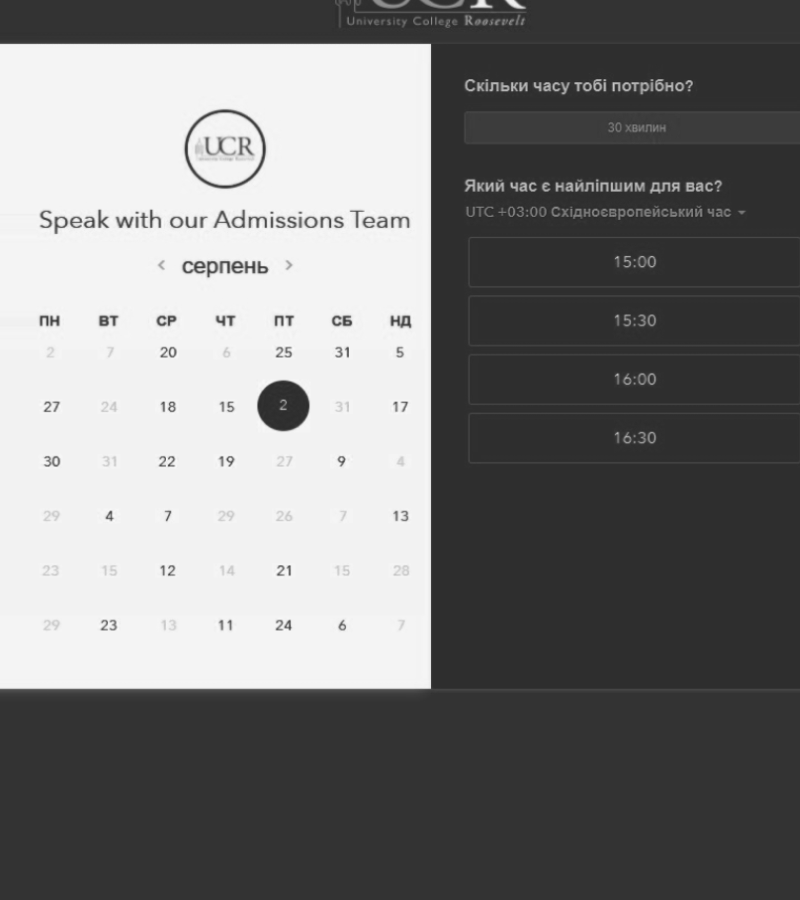 UCR
University College Roosevelt
UCR
Speak with our Admissions Team
< серпень >
ПН ВТ СР ЧТ ПТ СБ НД
2 7 20 6 25 31 5
27 24 18 15 2 31 17
30 31 22 19 27 9 4
29 4 7 29 26 7 13
23 15 12 14 21 15 28
29 23 13 11 24 6 7
Скільки часу тобі потрібно?
30 хвилин
Який час є найліпшим для вас?
UTC +03:00 Східноєвропейський час
15:00
15:30
16:00
16:30